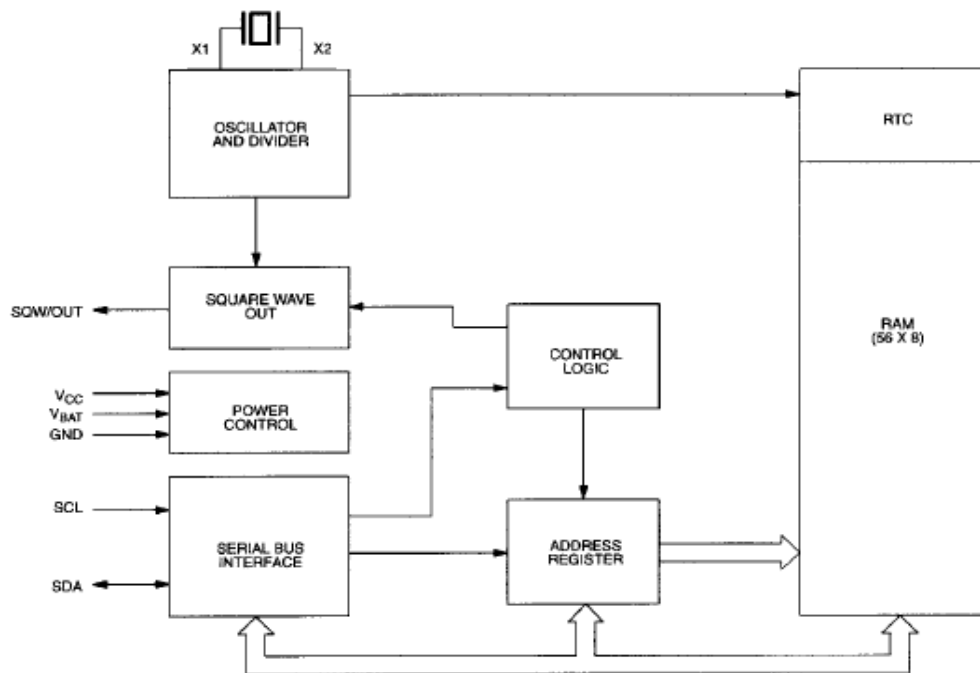 X1
X2
OSCILLATOR
AND DIVIDER
RTC
SQUARE WAVE
OUT
SQW/OUT
RAM
(56 X 8)
CONTROL
LOGIC
VCC
VBAT
GND
POWER
CONTROL
SCL
SERIAL BUS
INTERFACE
ADDRESS
REGISTER
SDA